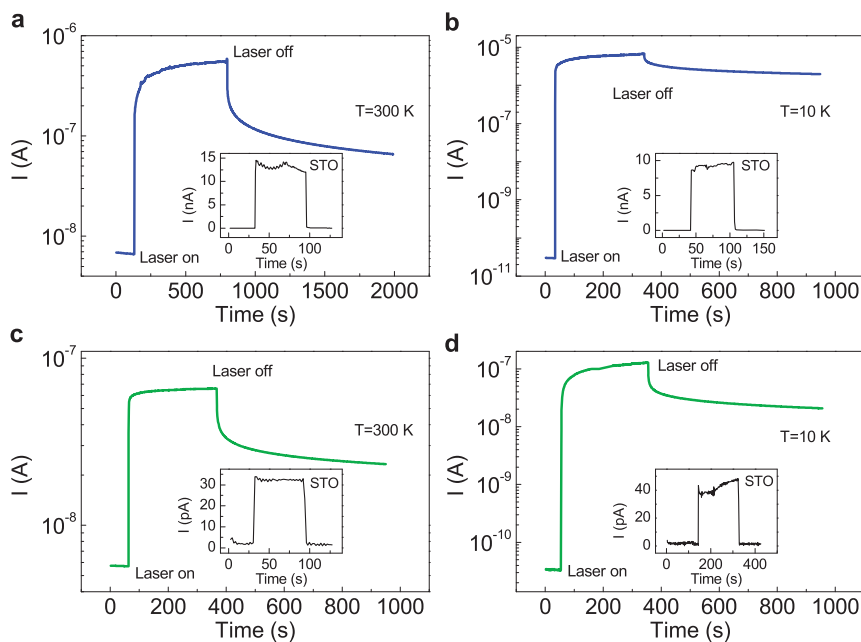 a
10^-6
10^-7
10^-8
I (A)
Laser off
T=300 K
Laser on
0 500 1000 1500 2000
Time (s)
STO
15
10
5
0
I (nA)
0 50 100
Time (s)
b
10^-5
10^-6
10^-7
10^-9
10^-10
10^-11
I (A)
Laser off
T=10 K
Laser on
0 200 400 600 800 1000
Time (s)
STO
10
5
0
I (nA)
0 50 100 150
Time (s)
c
10^-7
10^-8
I (A)
Laser off
T=300 K
Laser on
0 200 400 600 800 1000
Time (s)
STO
30
20
10
0
I (pA)
0 50 100
Time (s)
d
10^-7
10^-8
10^-9
10^-10
I (A)
Laser off
T=10 K
Laser on
0 200 400 600 800 1000
Time (s)
STO
40
20
0
I (pA)
0 200 400
Time (s)